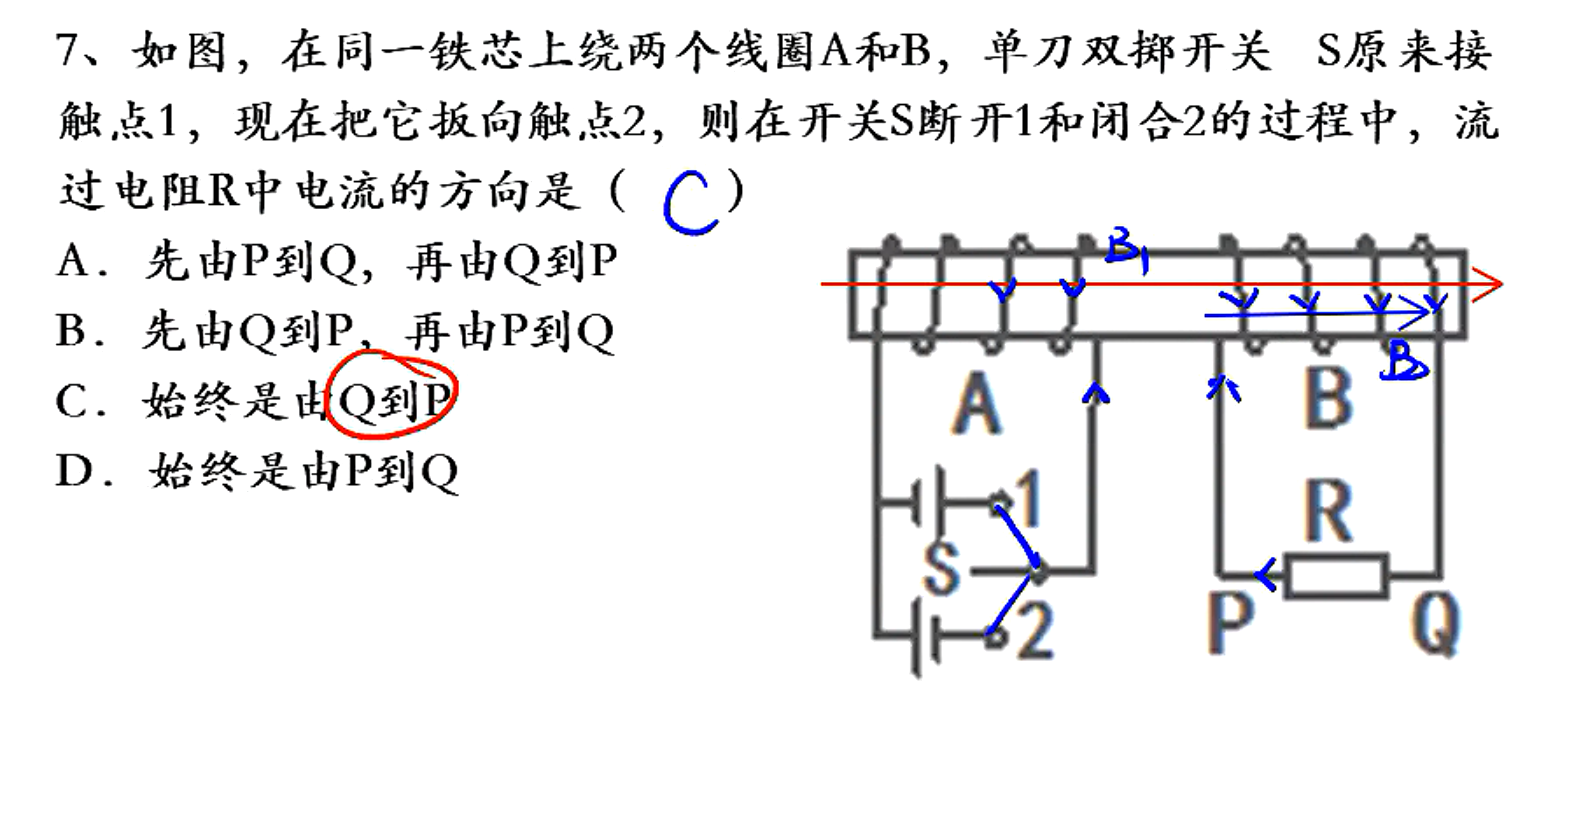 7、如图，在同一铁芯上绕两个线圈A和B，单刀双掷开关 S原来接
触点1，现在把它扳向触点2，则在开关S断开1和闭合2的过程中，流
过电阻R中电流的方向是（ C ）
A．先由P到Q，再由Q到P
B．先由Q到P，再由P到Q
C．始终是由Q到P
D．始终是由P到Q
B₁
B
A
B
1
R
S
2
P
Q